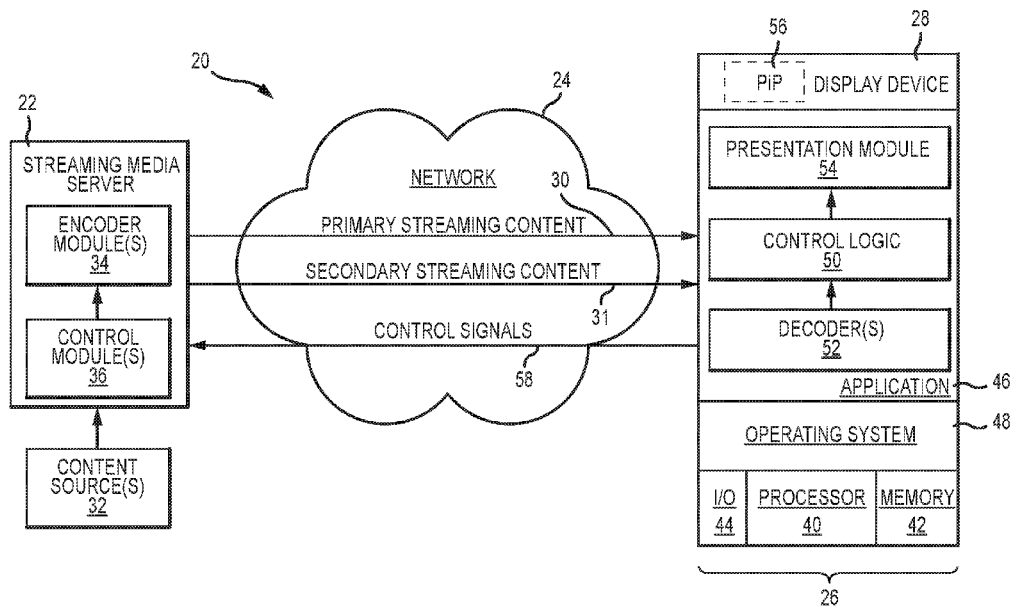 56
28
20
PiP
DISPLAY DEVICE
22
24
STREAMING MEDIA
SERVER
ENCODER
MODULE(S)
34
CONTROL
MODULE(S)
36
CONTENT
SOURCE(S)
32
NETWORK
30
PRIMARY STREAMING CONTENT
SECONDARY STREAMING CONTENT
31
CONTROL SIGNALS
58
PRESENTATION MODULE
54
CONTROL LOGIC
50
DECODER(S)
52
APPLICATION
46
OPERATING SYSTEM
48
I/O
44
PROCESSOR
40
MEMORY
42
26